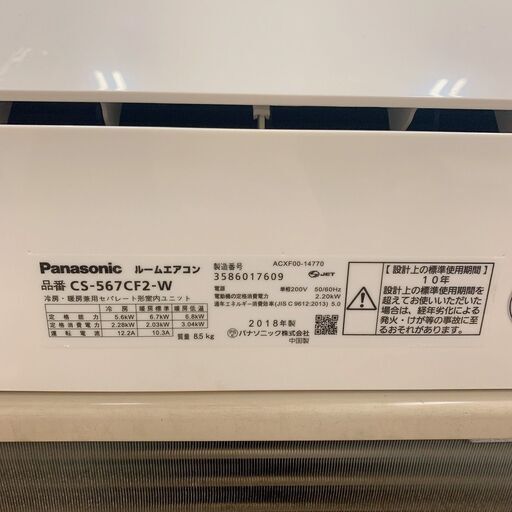 Panasonic ルームエアコン
品番 CS-567CF2-W
冷房・暖房兼用セパレート形室内ユニット
冷房 暖房標準 暖房低温
定格能力 5.6kW 6.7kW 6.8kW
定格消費電力 2.28kW 2.03kW 3.04kW
運転電流 12.2A 10.3A
質量 8.5kg
ACXF00-14770
製造番号
3586017609
JET
電源 単相200V 50/60Hz
電動機の定格消費電力 2.20kW
通年エネルギー消費効率(JIS C 9612:2013) 5.0
2018年製
パナソニック株式会社
中国製
【設計上の標準使用期間】
10年
設計上の標準使用期間を
超えてお使いいただいた
場合は、経年劣化による
発火・けが等の事故に至
るおそれがあります。